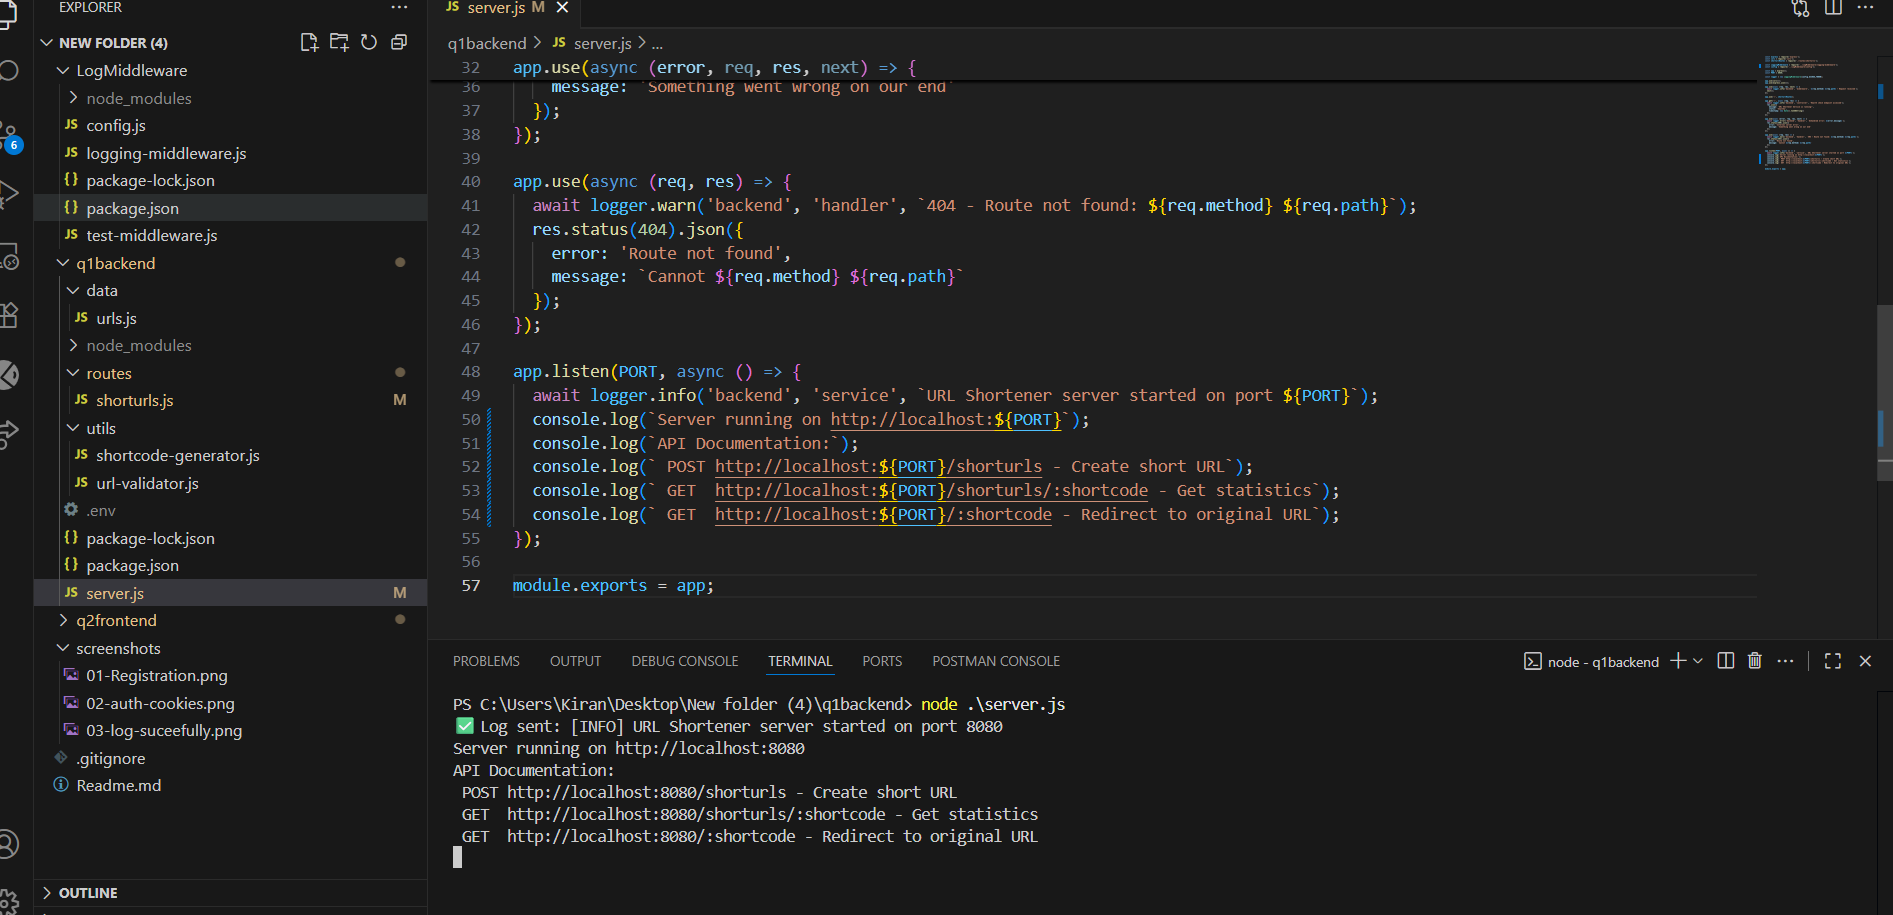 EXPLORER
NEW FOLDER (4)
LogMiddleware
node_modules
JS config.js
JS logging-middleware.js
{} package-lock.json
{} package.json
JS test-middleware.js
q1backend
data
JS urls.js
node_modules
routes
JS shorturls.js M
utils
JS shortcode-generator.js
JS url-validator.js
.env
{} package-lock.json
{} package.json
JS server.js M
q2frontend
screenshots
01-Registration.png
02-auth-cookies.png
03-log-suceefully.png
.gitignore
Readme.md
OUTLINE
6
JS server.js M
q1backend > JS server.js > ...
32 app.use(async (error, req, res, next) => {
36 message: `Something went wrong on our end`
37 });
38 });
39
40 app.use(async (req, res) => {
41 await logger.warn('backend', 'handler', `404 - Route not found: ${req.method} ${req.path}`);
42 res.status(404).json({
43 error: 'Route not found',
44 message: `Cannot ${req.method} ${req.path}`
45 });
46 });
47
48 app.listen(PORT, async () => {
49 await logger.info('backend', 'service', `URL Shortener server started on port ${PORT}`);
50 console.log(`Server running on http://localhost:${PORT}`);
51 console.log(`API Documentation:`);
52 console.log(` POST http://localhost:${PORT}/shorturls - Create short URL`);
53 console.log(` GET  http://localhost:${PORT}/shorturls/:shortcode - Get statistics`);
54 console.log(` GET  http://localhost:${PORT}/:shortcode - Redirect to original URL`);
55 });
56
57 module.exports = app;
PROBLEMS OUTPUT DEBUG CONSOLE TERMINAL PORTS POSTMAN CONSOLE
node - q1backend
PS C:\Users\Kiran\Desktop\New folder (4)\q1backend> node .\server.js
✅ Log sent: [INFO] URL Shortener server started on port 8080
Server running on http://localhost:8080
API Documentation:
POST http://localhost:8080/shorturls - Create short URL
GET  http://localhost:8080/shorturls/:shortcode - Get statistics
GET  http://localhost:8080/:shortcode - Redirect to original URL